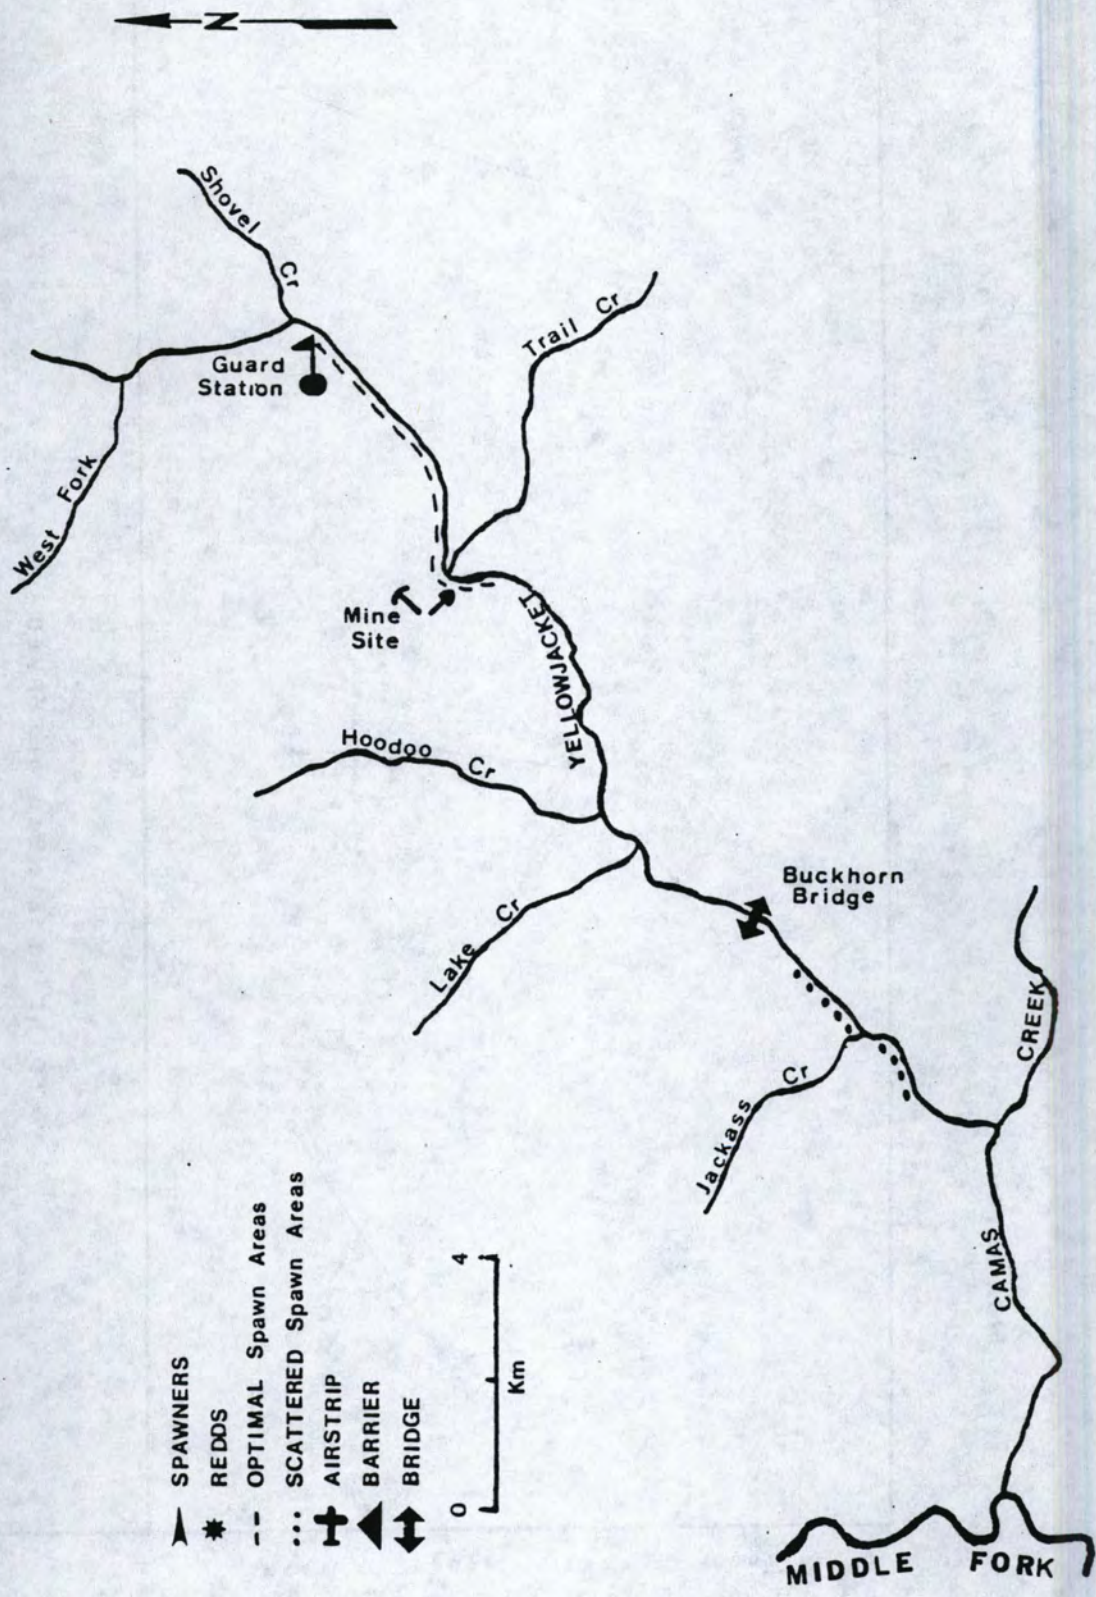 N
Shovel Cr
West Fork
Guard
Station
Trail Cr
Mine
Site
YELLOWJACKET
Hoodoo Cr
Lake Cr
Buckhorn
Bridge
Jackass Cr
CAMAS CREEK
MIDDLE FORK
SPAWNERS
REDDS
OPTIMAL Spawn Areas
SCATTERED Spawn Areas
AIRSTRIP
BARRIER
BRIDGE
0 4
Km